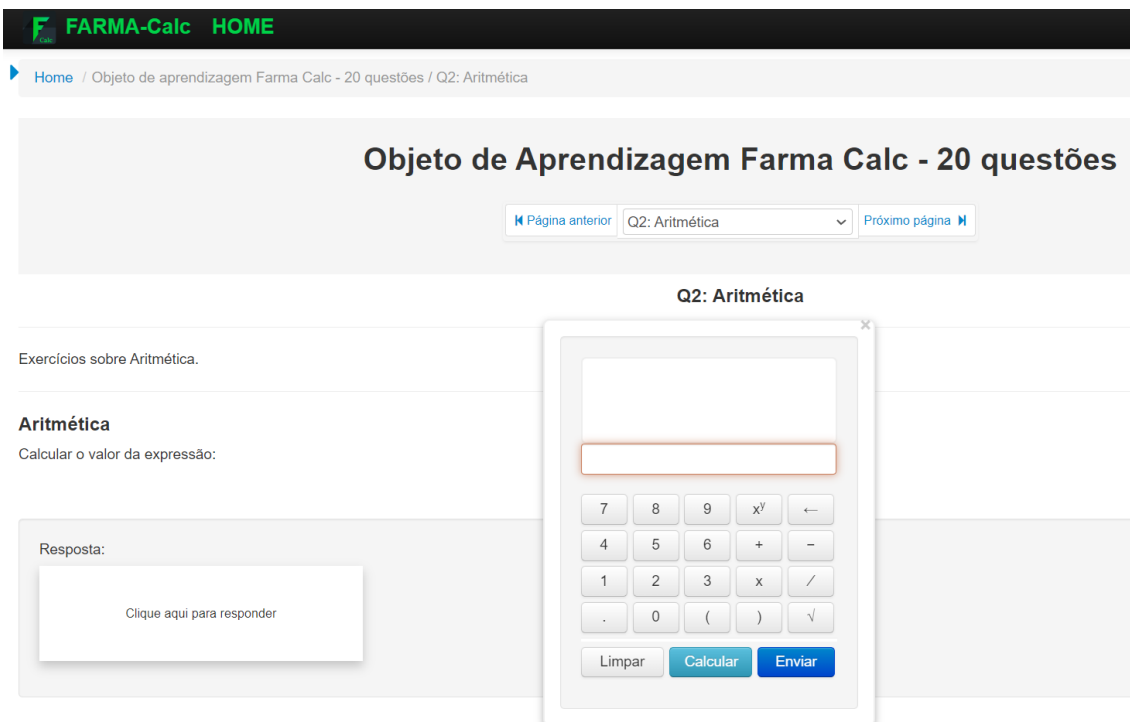 FARMA-Calc HOME
Calc
Home / Objeto de aprendizagem Farma Calc - 20 questões / Q2: Aritmética
Objeto de Aprendizagem Farma Calc - 20 questões
Página anterior Q2: Aritmética Próximo página
Q2: Aritmética
×
Exercícios sobre Aritmética.
Aritmética
Calcular o valor da expressão:
Resposta:
Clique aqui para responder
7 8 9 xʸ ←
4 5 6 + −
1 2 3 x /
. 0 ( ) √
Limpar Calcular Enviar